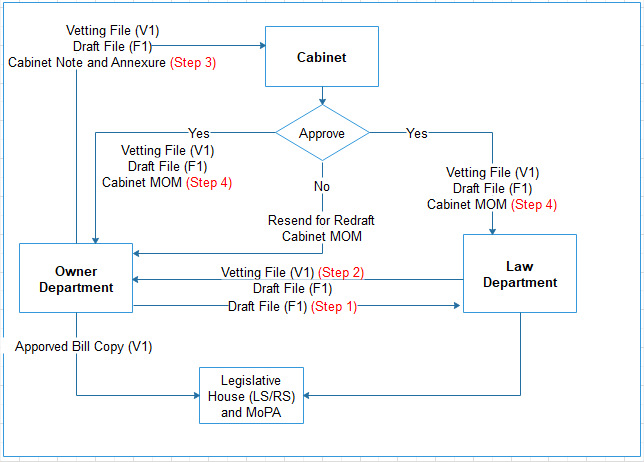 Vetting File (V1)
Draft File (F1)
Cabinet Note and Annexure (Step 3)
Cabinet
Approve
Yes
Yes
Vetting File (V1)
Draft File (F1)
Cabinet MOM (Step 4)
Vetting File (V1)
Draft File (F1)
Cabinet MOM (Step 4)
No
Resend for Redraft
Cabinet MOM
Owner
Department
Law
Department
Vetting File (V1) (Step 2)
Draft File (F1)
Draft File (F1) (Step 1)
Apporved Bill Copy (V1)
Legislative
House (LS/RS)
and MoPA